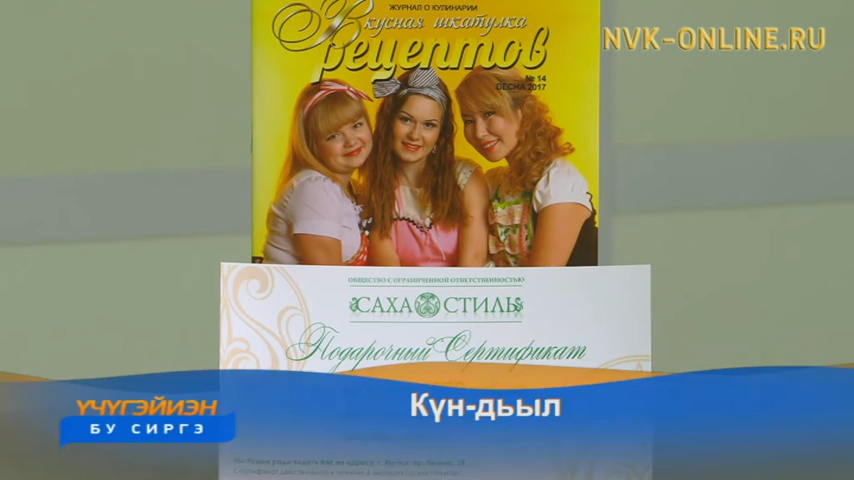 ЖУРНАЛ О КУЛИНАРИИ
Вкусная шкатулка
рецептов
№ 14
ВЕСНА 2017
NVK-ONLINE.RU
ОБЩЕСТВО С ОГРАНИЧЕННОЙ ОТВЕТСТВЕННОСТЬЮ
САХА СТИЛЬ
Подарочный Сертификат
Күн-дьыл
ҮЧҮГЭЙИЭН
БУ СИРГЭ